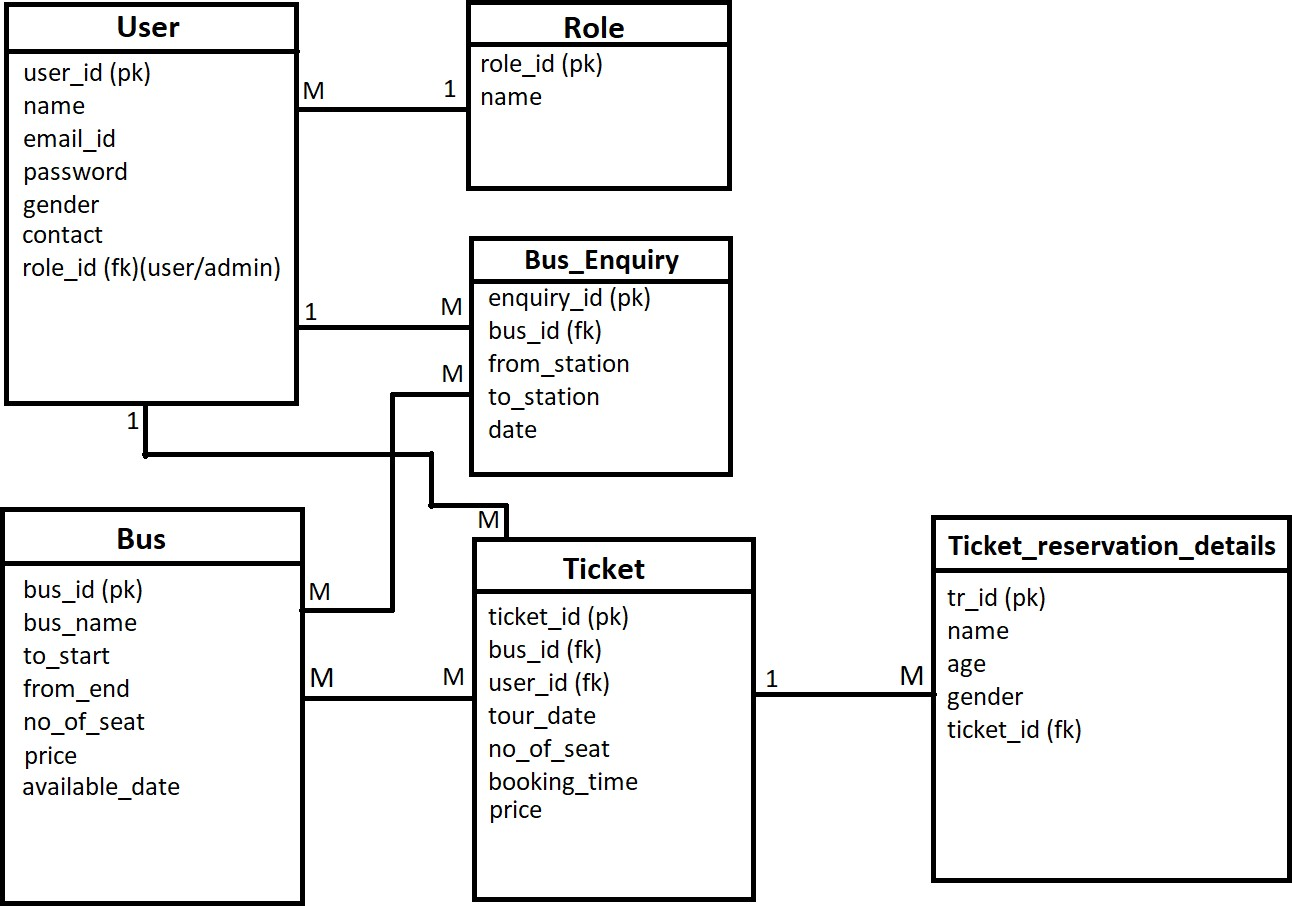 User
user_id (pk)
name
email_id
password
gender
contact
role_id (fk)(user/admin)
M
1
Role
role_id (pk)
name
1
M
Bus_Enquiry
enquiry_id (pk)
bus_id (fk)
from_station
to_station
date
M
1
M
Bus
bus_id (pk)
bus_name
to_start
from_end
no_of_seat
price
available_date
M
M
M
Ticket
ticket_id (pk)
bus_id (fk)
user_id (fk)
tour_date
no_of_seat
booking_time
price
1
M
Ticket_reservation_details
tr_id (pk)
name
age
gender
ticket_id (fk)